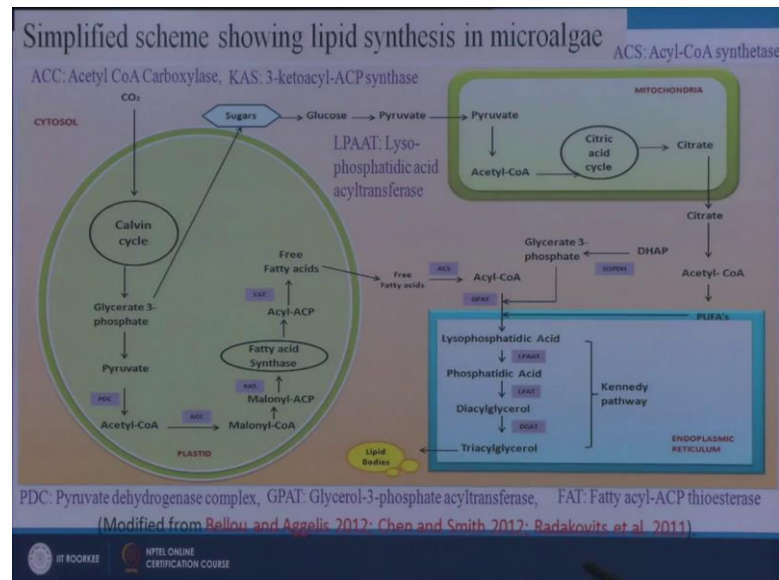 Simplified scheme showing lipid synthesis in microalgae
ACS: Acyl-CoA synthetase
ACC: Acetyl CoA Carboxylase, KAS: 3-ketoacyl-ACP synthase
CO₂
CYTOSOL
Sugars
Glucose
Pyruvate
LPAAT: Lyso-
phosphatidic acid
acyltransferase
MITOCHONDRIA
Pyruvate
Acetyl-CoA
Citric
acid
cycle
Citrate
Citrate
Acetyl- CoA
PUFA's
Calvin
cycle
Glycerate 3-
phosphate
Pyruvate
PDC
Acetyl-CoA
ACC
Malonyl-CoA
Malonyl-ACP
KAS
Fatty acid
Synthase
Acyl-ACP
FAT
Free
Fatty acids
PLASTID
Free
Fatty acids
ACS
Acyl-CoA
GPAT
Glycerate 3-
phosphate
DHAP
G3PDH
Lysophosphatidic Acid
LPAAT
Phosphatidic Acid
LPAT
Diacylglycerol
DGAT
Triacylglycerol
Kennedy
pathway
ENDOPLASMIC
RETICULUM
Lipid
Bodies
PDC: Pyruvate dehydrogenase complex, GPAT: Glycerol-3-phosphate acyltransferase, FAT: Fatty acyl-ACP thioesterase
(Modified from Bellou and Aggelis 2012; Chen and Smith 2012; Radakovits et al. 2011).
IIT ROORKEE
NPTEL ONLINE
CERTIFICATION COURSE